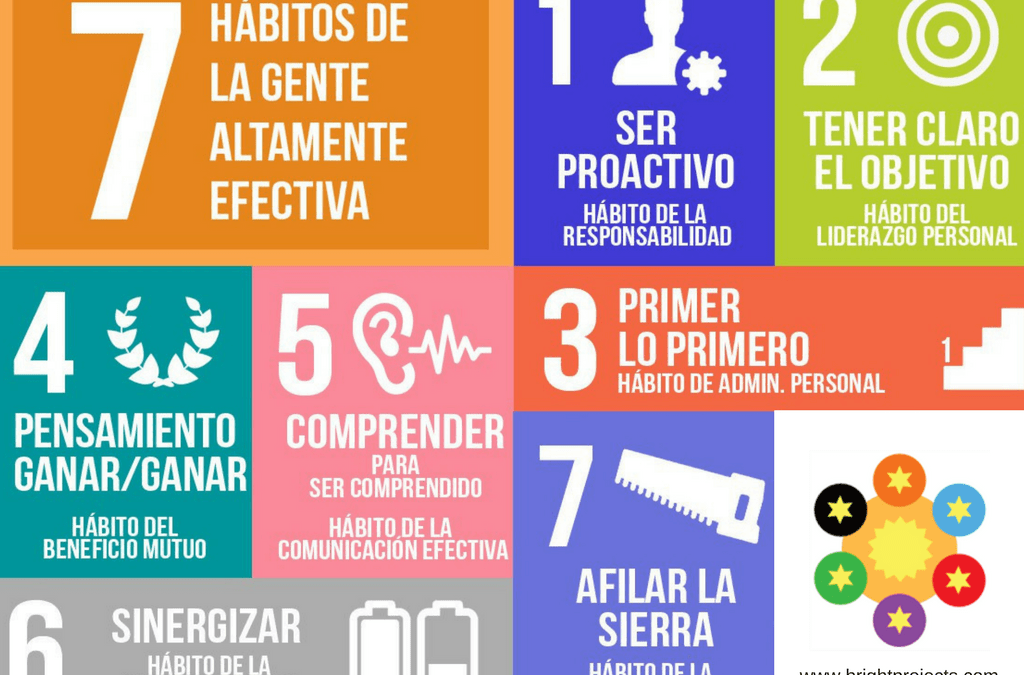 7
HÁBITOS DE
LA GENTE
ALTAMENTE
EFECTIVA
1
SER
PROACTIVO
HÁBITO DE LA
RESPONSABILIDAD
2
TENER CLARO
EL OBJETIVO
HÁBITO DEL
LIDERAZGO PERSONAL
3
PRIMER
LO PRIMERO
HÁBITO DE ADMIN. PERSONAL
1
4
PENSAMIENTO
GANAR/GANAR
HÁBITO DEL
BENEFICIO MUTUO
5
COMPRENDER
PARA
SER COMPRENDIDO
HÁBITO DE LA
COMUNICACIÓN EFECTIVA
6
SINERGIZAR
HÁBITO DE LA
7
AFILAR LA
SIERRA
HÁBITO DE LA
www.brightprojects.com